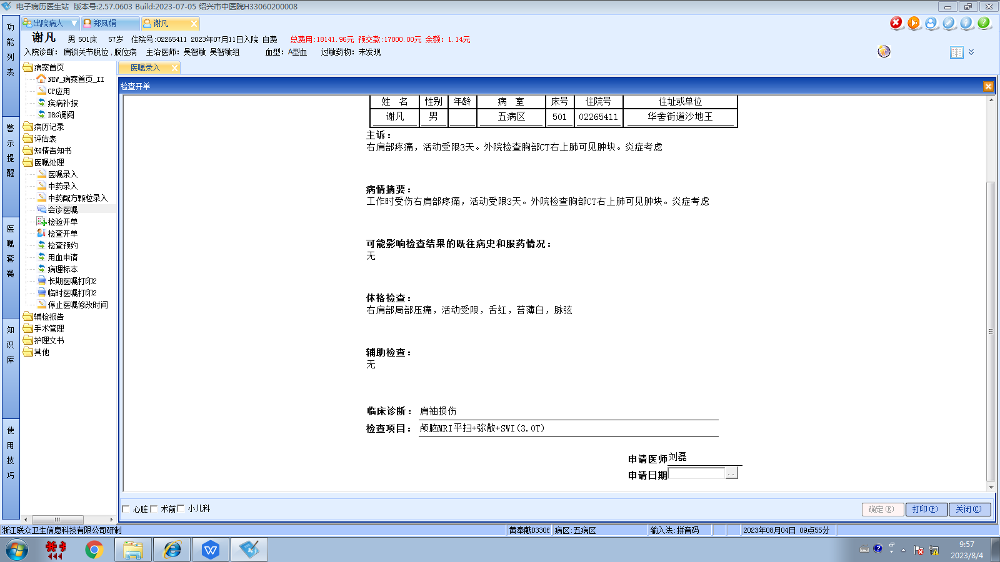 电子病历医生站 版本号:2.57.0603 Build:2023-07-05 绍兴市中医院H33060200008
出院病人 郑凤娟 谢凡
谢凡 男 501床 57岁 住院号:02265411 2023年07月11日入院 自费 总费用:18141.96元 预交款:17000.00元 余额: 1.14元
入院诊断: 肩锁关节脱位,脱位病 主治医师: 吴智敏 吴智敏组 血型: A型血 过敏药物: 未发现
功能列表
警示提醒
医嘱套餐
知识库
使用技巧
病案首页
NEW_病案首页_II
CP应用
疾病补报
DRG调阅
病历记录
评估表
知情告知书
医嘱处理
医嘱录入
中药录入
中药配方颗粒录入
会诊医嘱
检验开单
检查开单
检查预约
用血申请
病理标本
长期医嘱打印2
临时医嘱打印2
停止医嘱修改时间
辅检报告
手术管理
护理文书
其他
医嘱录入
检查开单
姓 名 性别 年龄 病 室 床号 住院号 住址或单位
谢凡 男 五病区 501 02265411 华舍街道沙地王
主诉:
右肩部疼痛，活动受限3天。外院检查胸部CT右上肺可见肿块。炎症考虑
病情摘要:
工作时受伤右肩部疼痛，活动受限3天。外院检查胸部CT右上肺可见肿块。炎症考虑
可能影响检查结果的既往病史和服药情况:
无
体格检查:
右肩部局部压痛，活动受限，舌红，苔薄白，脉弦
辅助检查:
无
临床诊断: 肩袖损伤
检查项目: 颅脑MRI平扫+弥散+SWI(3.0T)
申请医师 刘磊
申请日期 ..
心脏 术前 小儿科
确定(E) 打印(P) 关闭(C)
浙江联众卫生信息科技有限公司研制 黄奉献D330E 病区:五病区 输入法:拼音码 2023年08月04日 09点55分
9:57
2023/8/4